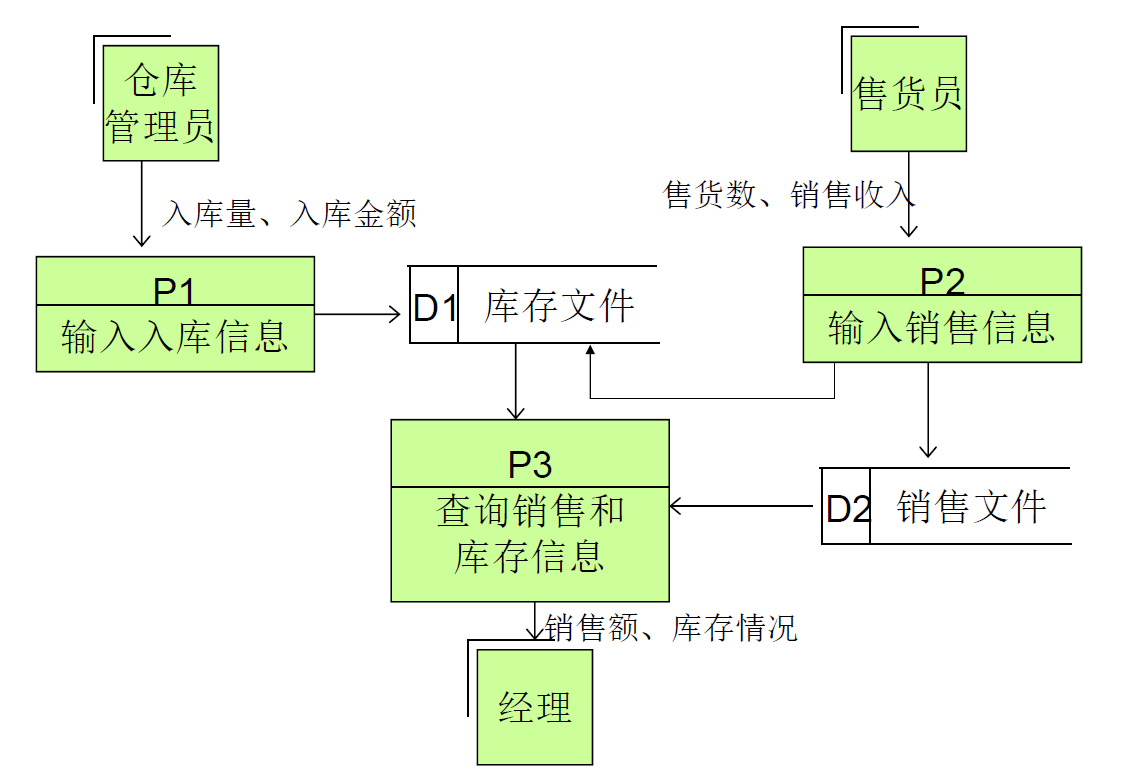 仓库
管理员
售货员
入库量、入库金额
售货数、销售收入
P1
输入入库信息
D1
库存文件
P2
输入销售信息
P3
查询销售和
库存信息
D2
销售文件
销售额、库存情况
经理